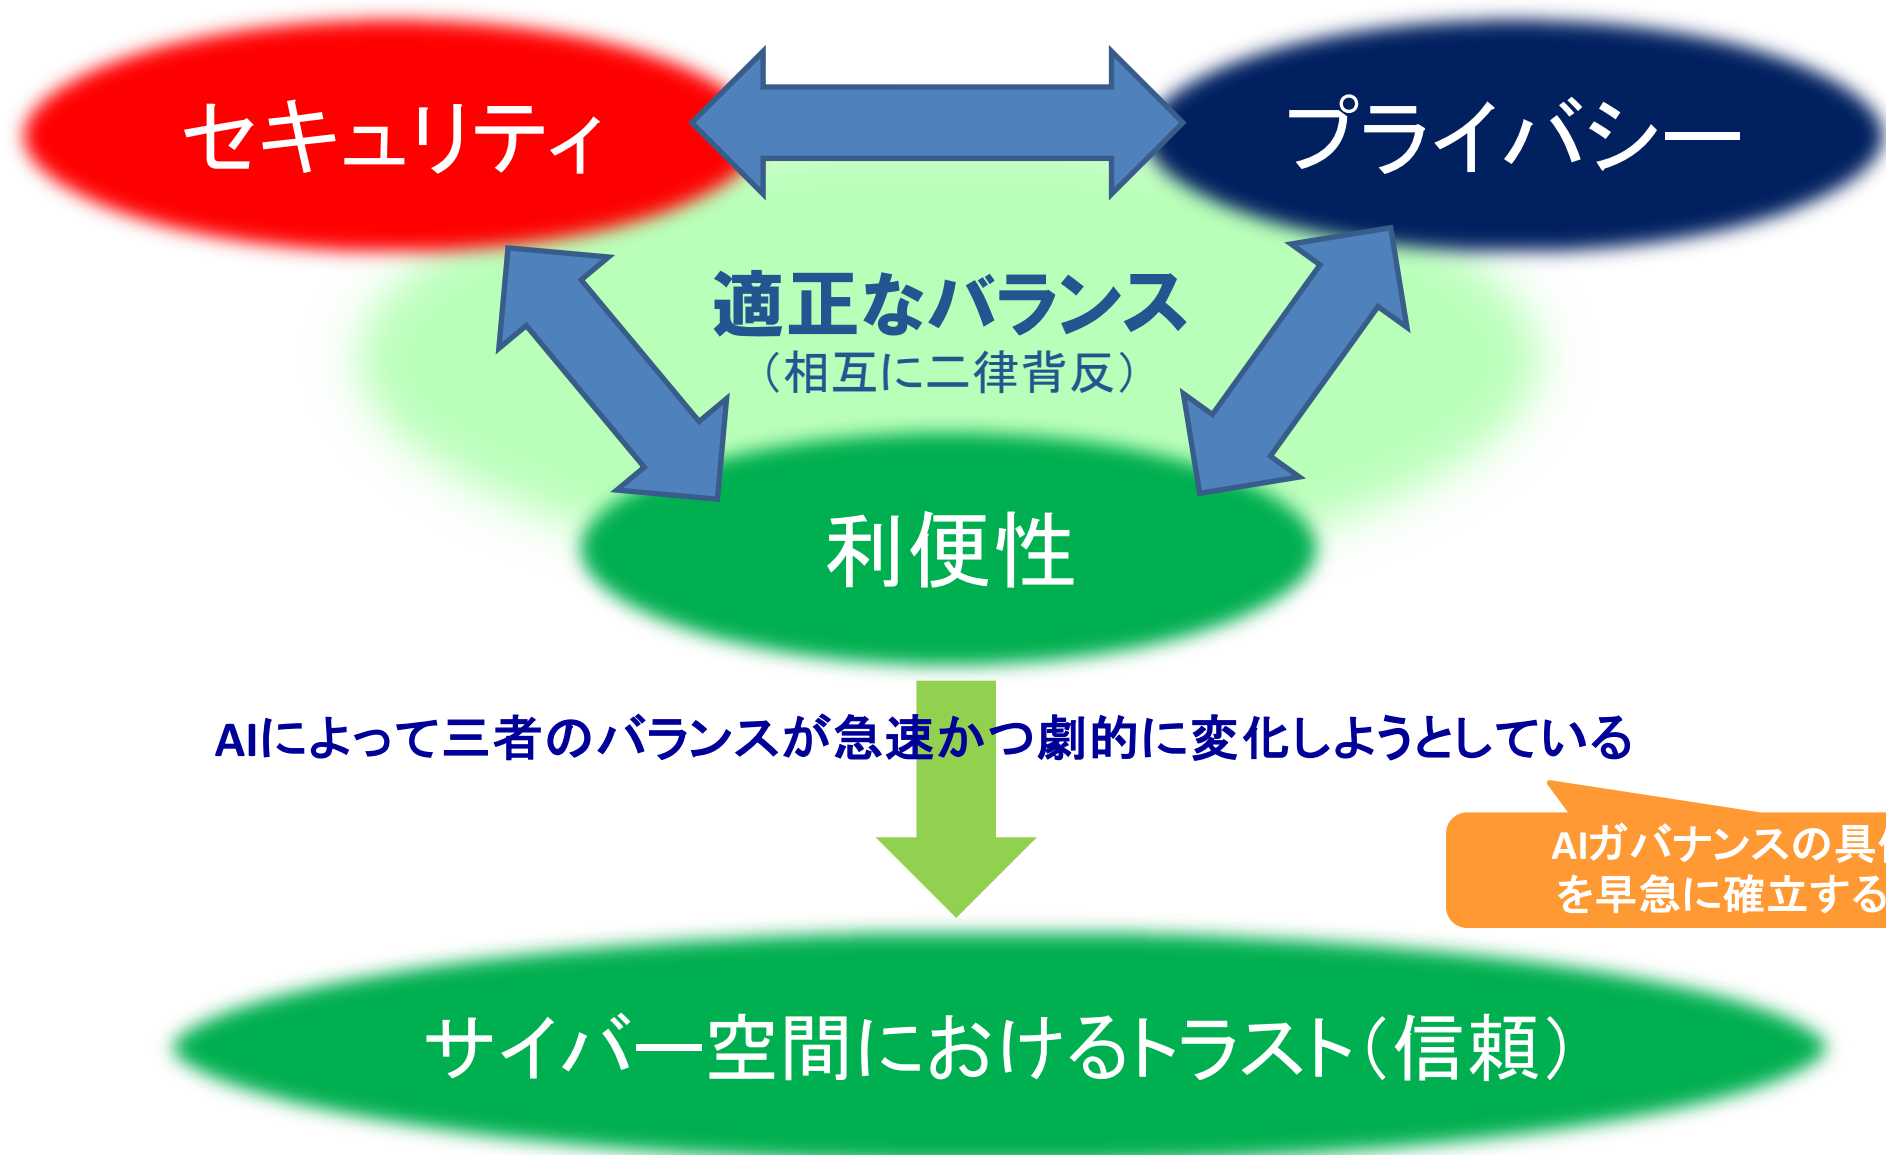 セキュリティ
プライバシー
適正なバランス
（相互に二律背反）
利便性
AIによって三者のバランスが急速かつ劇的に変化しようとしている
AIガバナンスの具
を早急に確立する
サイバー空間におけるトラスト（信頼）